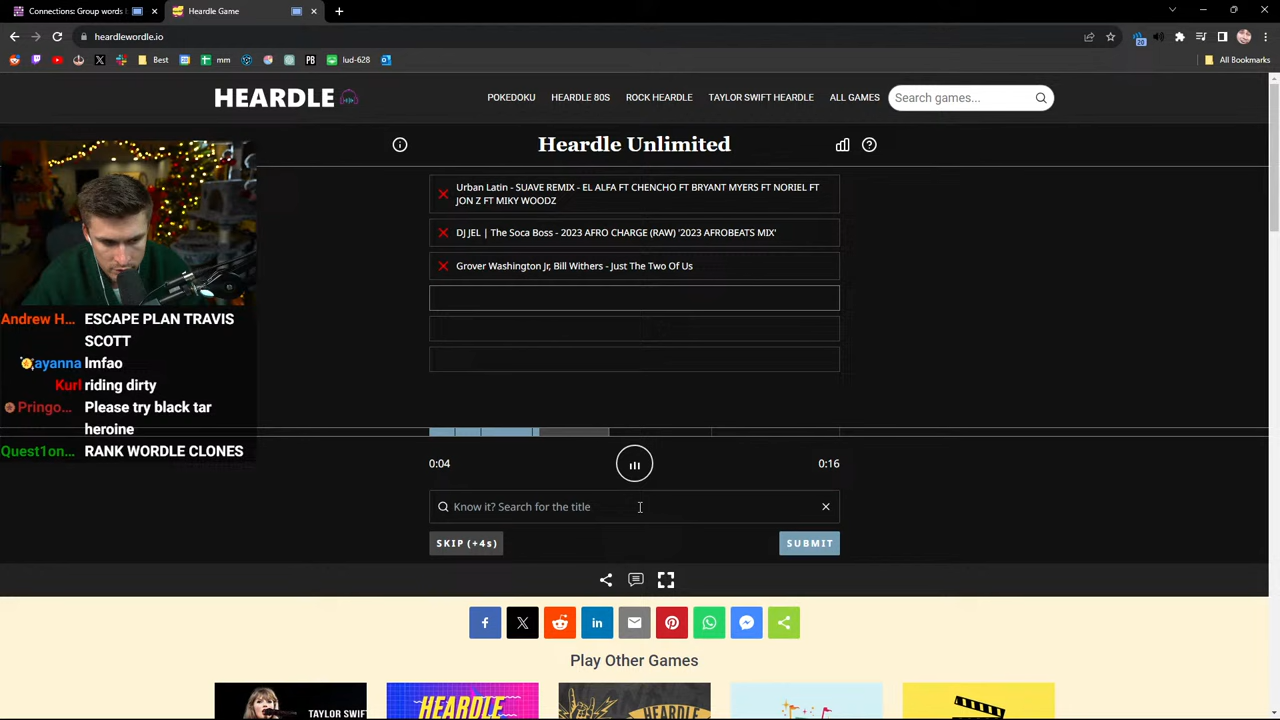 Connections: Group words
Heardle Game
heardlewordle.io
Best
mm
PB
lud-628
20
All Bookmarks
HEARDLE
POKEDOKU
HEARDLE 80S
ROCK HEARDLE
TAYLOR SWIFT HEARDLE
ALL GAMES
Search games...
Heardle Unlimited
Urban Latin - SUAVE REMIX - EL ALFA FT CHENCHO FT BRYANT MYERS FT NORIEL FT
JON Z FT MIKY WOODZ
DJ JEL | The Soca Boss - 2023 AFRO CHARGE (RAW) '2023 AFROBEATS MIX'
Grover Washington Jr, Bill Withers - Just The Two Of Us
Andrew H... ESCAPE PLAN TRAVIS
SCOTT
ayanna lmfao
Kurl riding dirty
Pringo... Please try black tar
heroine
Quest1on... RANK WORDLE CLONES
0:04
0:16
Know it? Search for the title
SKIP (+4s)
SUBMIT
Play Other Games
TAYLOR SWIFT
HEARDLE
HEARDLE